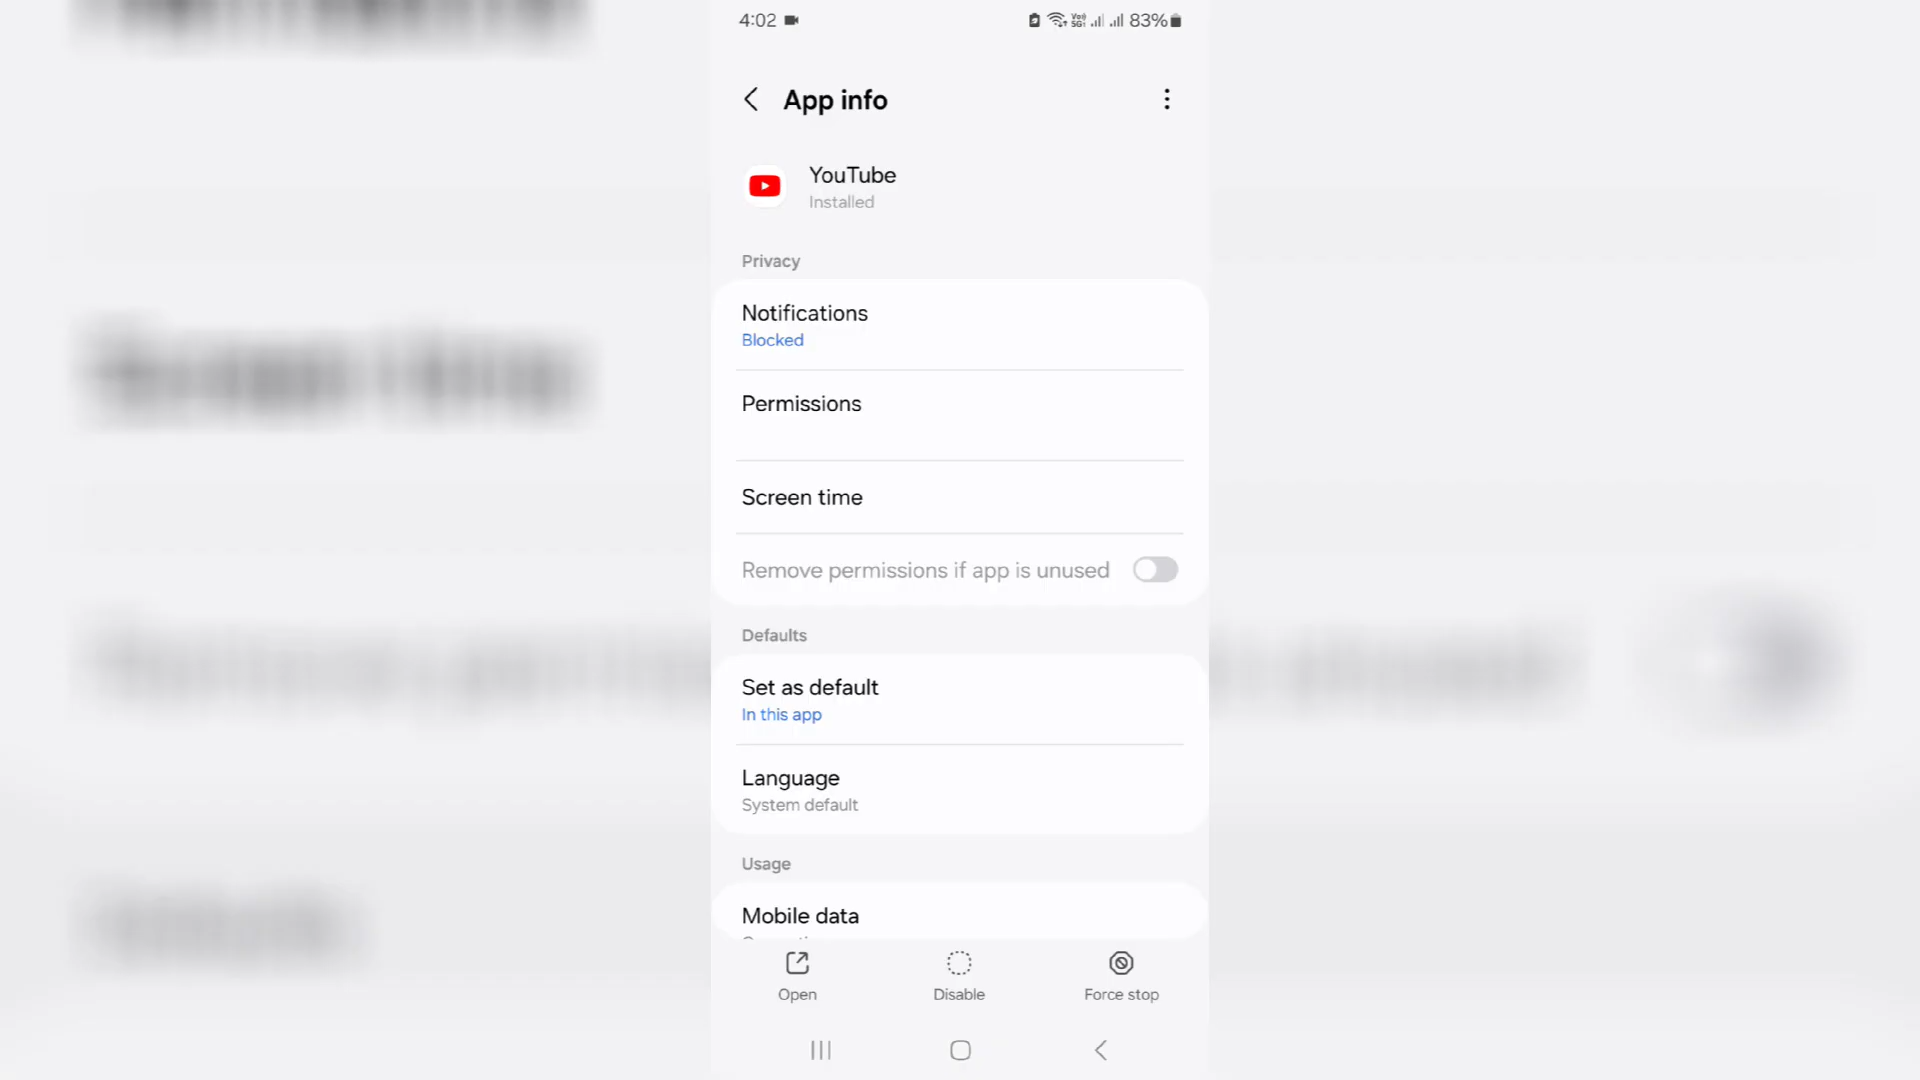 4:02 83%
App info
YouTube
Installed
Privacy
Notifications
Blocked
Permissions
Screen time
Remove permissions if app is unused
Defaults
Set as default
In this app
Language
System default
Usage
Mobile data
Open Disable Force stop